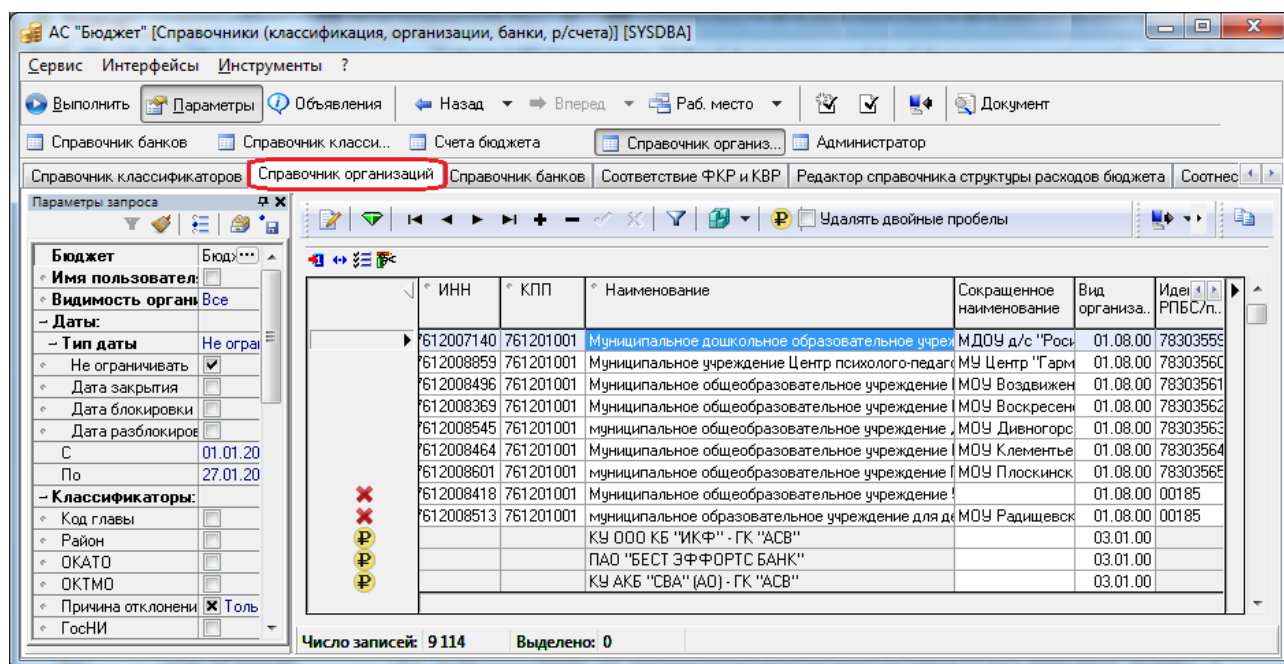 АС "Бюджет" [Справочники (классификация, организации, банки, р/счета)] [SYSDBA]
Сервис Интерфейсы Инструменты ?
Выполнить Параметры Объявления Назад Вперед Раб. место Документ
Справочник банков Справочник класси... Счета бюджета Справочник организ... Администратор
Справочник классификаторов Справочник организаций Справочник банков Соответствие ФКР и КВР Редактор справочника структуры расходов бюджета Соотнес
Параметры запроса
Удалять двойные пробелы
Бюджет Бюдж ...
Имя пользовател
Видимость органи Все
Даты:
Тип даты Не ограи
Не ограничивать
Дата закрытия
Дата блокировки
Дата разблокиров
С 01.01.20
По 27.01.20
Классификаторы:
Код главы
Район
ОКАТО
ОКТМО
Причина отклонени Толь
ГосНИ
ИНН КПП Наименование Сокращенное наименование Вид организа.. Иден РПБС/п..
7612007140 761201001 Муниципальное дошкольное образовательное учреж МДОУ д/с "Роси 01.08.00 78303559
7612008859 761201001 Муниципальное учреждение Центр психолого-педаго МУ Центр "Гарм 01.08.00 7830356
7612008496 761201001 Муниципальное общеобразовательное учреждение МОУ Воздвижен 01.08.00 78303561
7612008369 761201001 Муниципальное общеобразовательное учреждение МОУ Воскресен 01.08.00 78303562
7612008545 761201001 муниципальное общеобразовательное учреждение МОУ Дивногорс 01.08.00 78303563
7612008464 761201001 Муниципальное общеобразовательное учреждение МОУ Клементье 01.08.00 78303564
7612008601 761201001 муниципальное общеобразовательное учреждение МОУ Плоскинск 01.08.00 78303565
7612008418 761201001 Муниципальное общеобразовательное учреждение 01.08.00 00185
7612008513 761201001 муниципальное образовательное учреждение для де МОУ Радищевск 01.08.00 00185
КУ ООО КБ "ИКФ" - ГК "АСВ" 03.01.00
ПАО "БЕСТ ЭФФОРТС БАНК" 03.01.00
КУ АКБ "СВА" (АО) - ГК "АСВ" 03.01.00
Число записей: 9 114 Выделено: 0